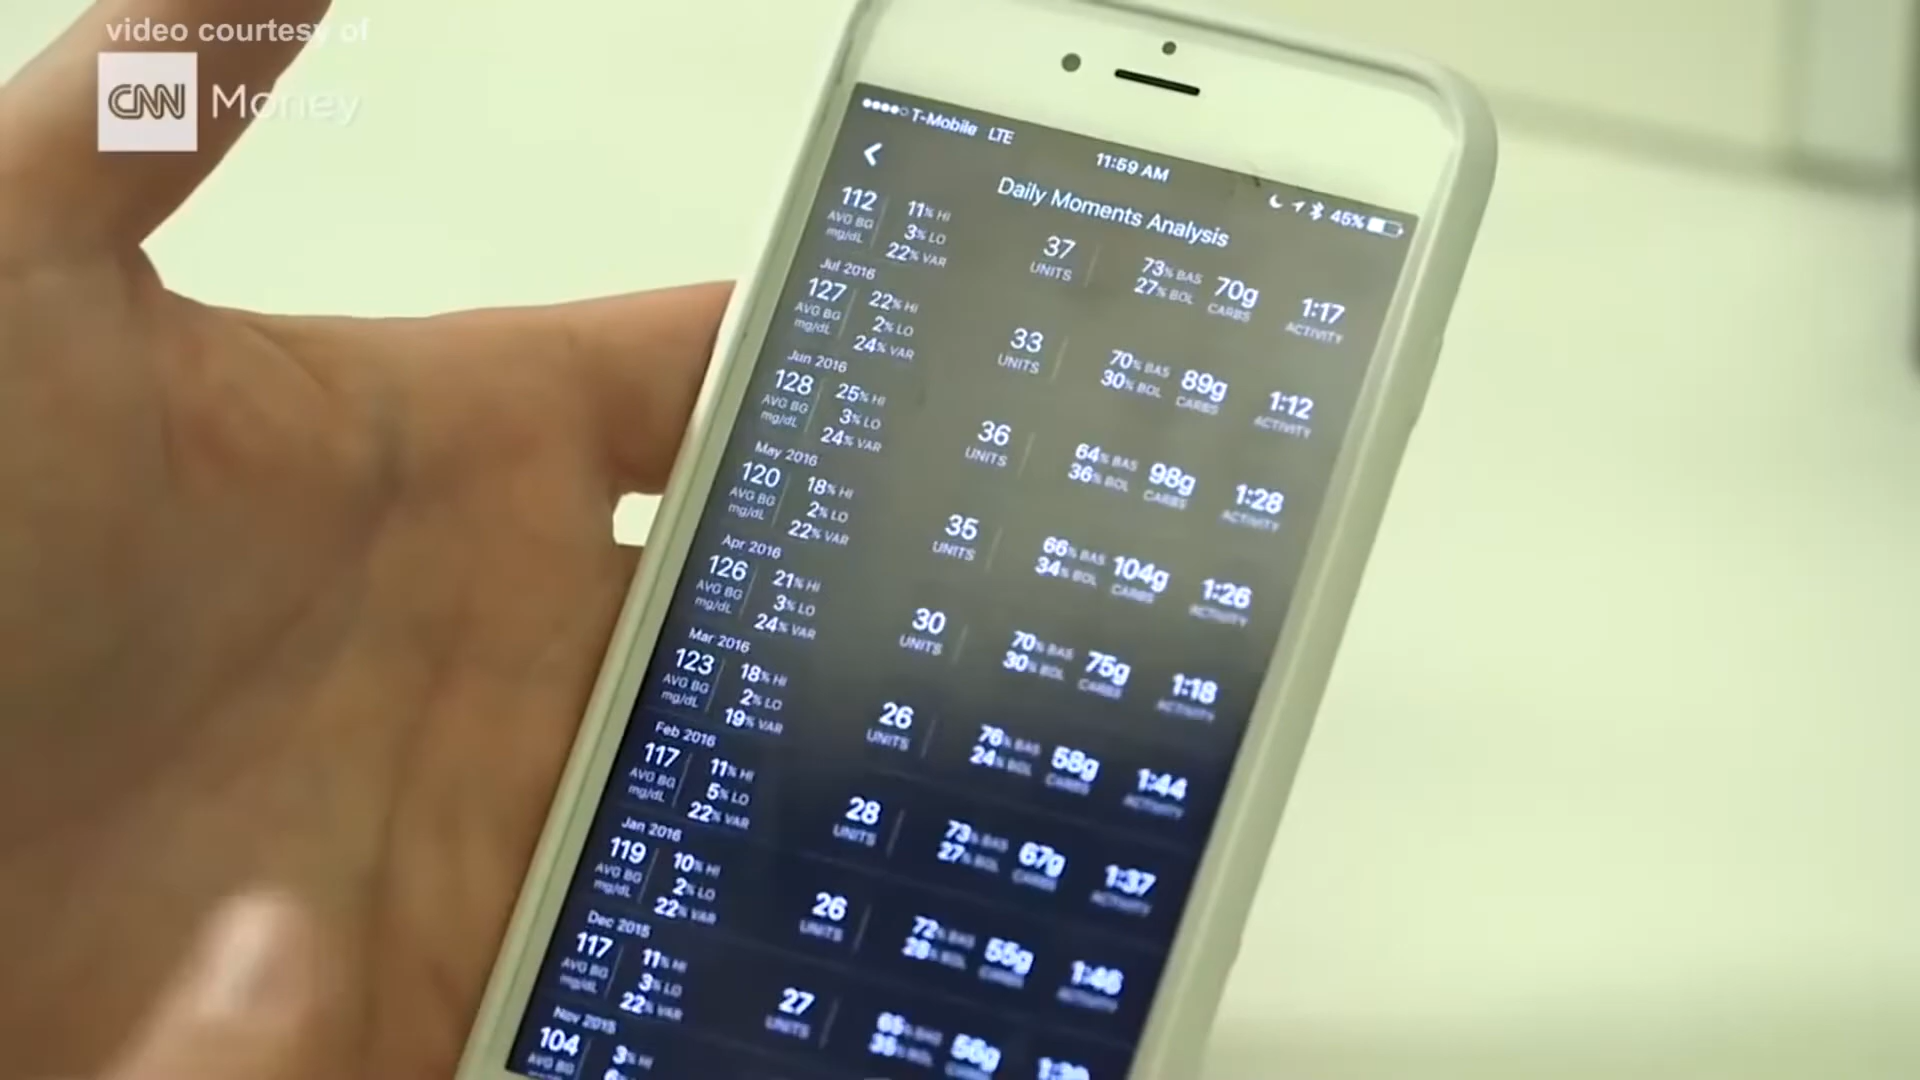 video courtesy of
CNN Money
T-Mobile LTE
11:59 AM
45%
Daily Moments Analysis
112 11% HI 37 73% BAS 70g 1:17
AVG BG 3% LO UNITS 27% BOL CARBS ACTIVITY
mg/dL 22% VAR
Jul 2016
127 22% HI 33 70% BAS 89g 1:12
AVG BG 2% LO UNITS 30% BOL CARBS ACTIVITY
mg/dL 24% VAR
Jun 2016
128 25% HI 36 64% BAS 98g 1:28
AVG BG 3% LO UNITS 36% BOL CARBS ACTIVITY
mg/dL 24% VAR
May 2016
120 18% HI 35 66% BAS 104g 1:26
AVG BG 2% LO UNITS 34% BOL CARBS ACTIVITY
mg/dL 22% VAR
Apr 2016
126 21% HI 30 70% BAS 75g 1:18
AVG BG 3% LO UNITS 30% BOL CARBS ACTIVITY
mg/dL 24% VAR
Mar 2016
123 18% HI 26 76% BAS 58g 1:44
AVG BG 2% LO UNITS 24% BOL CARBS ACTIVITY
mg/dL 19% VAR
Feb 2016
117 11% HI 28 73% BAS 67g 1:37
AVG BG 5% LO UNITS 27% BOL CARBS ACTIVITY
mg/dL 22% VAR
Jan 2016
119 10% HI 26 72% BAS 55g 1:46
AVG BG 2% LO UNITS 28% BOL CARBS ACTIVITY
mg/dL 22% VAR
Dec 2015
117 11% HI 27 65% BAS 56g
AVG BG 3% LO UNITS 35% BOL CARBS
mg/dL 22% VAR
Nov 2015
104 3% HI
AVG BG